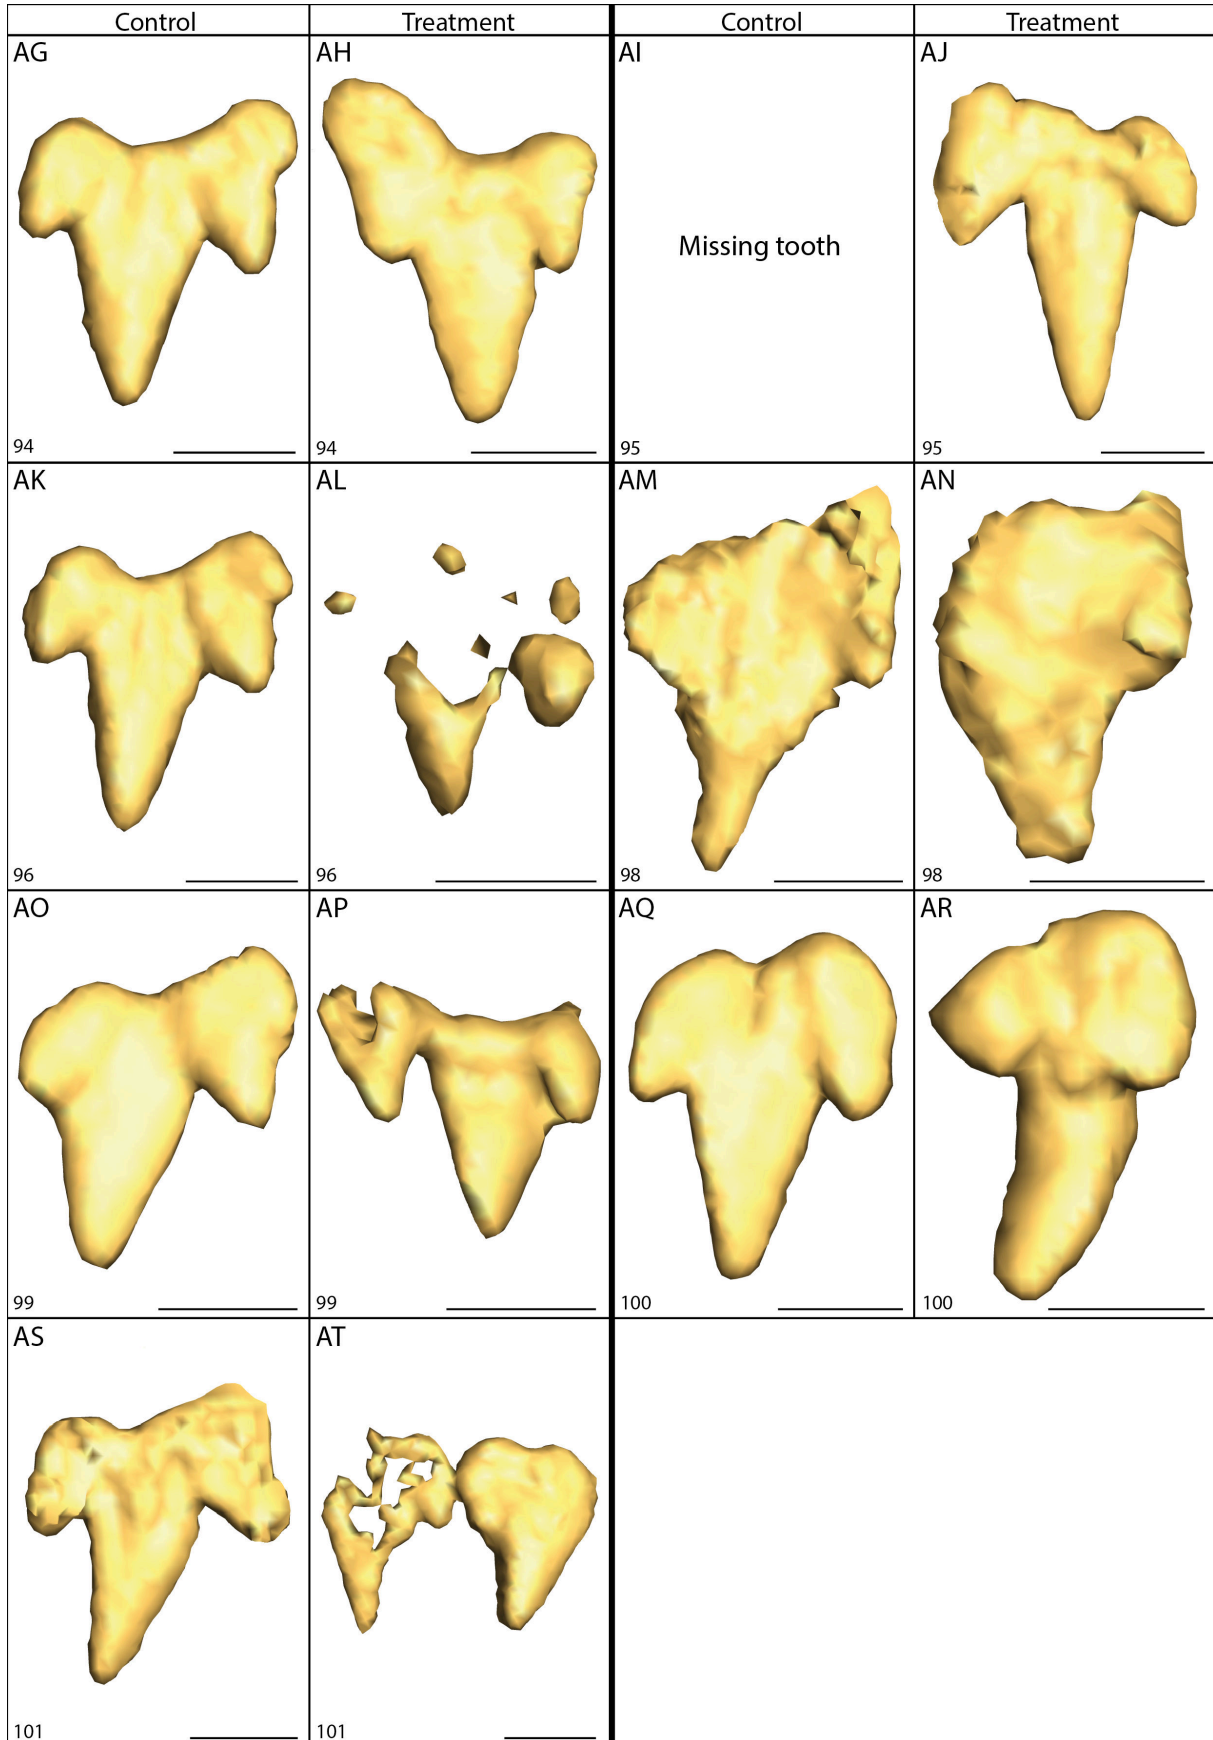 Control Treatment Control Treatment
AG AH AI AJ
Missing tooth
94 94 95 95
AK AL AM AN
96 96 98 98
AO AP AQ AR
99 99 100 100
AS AT
101 101